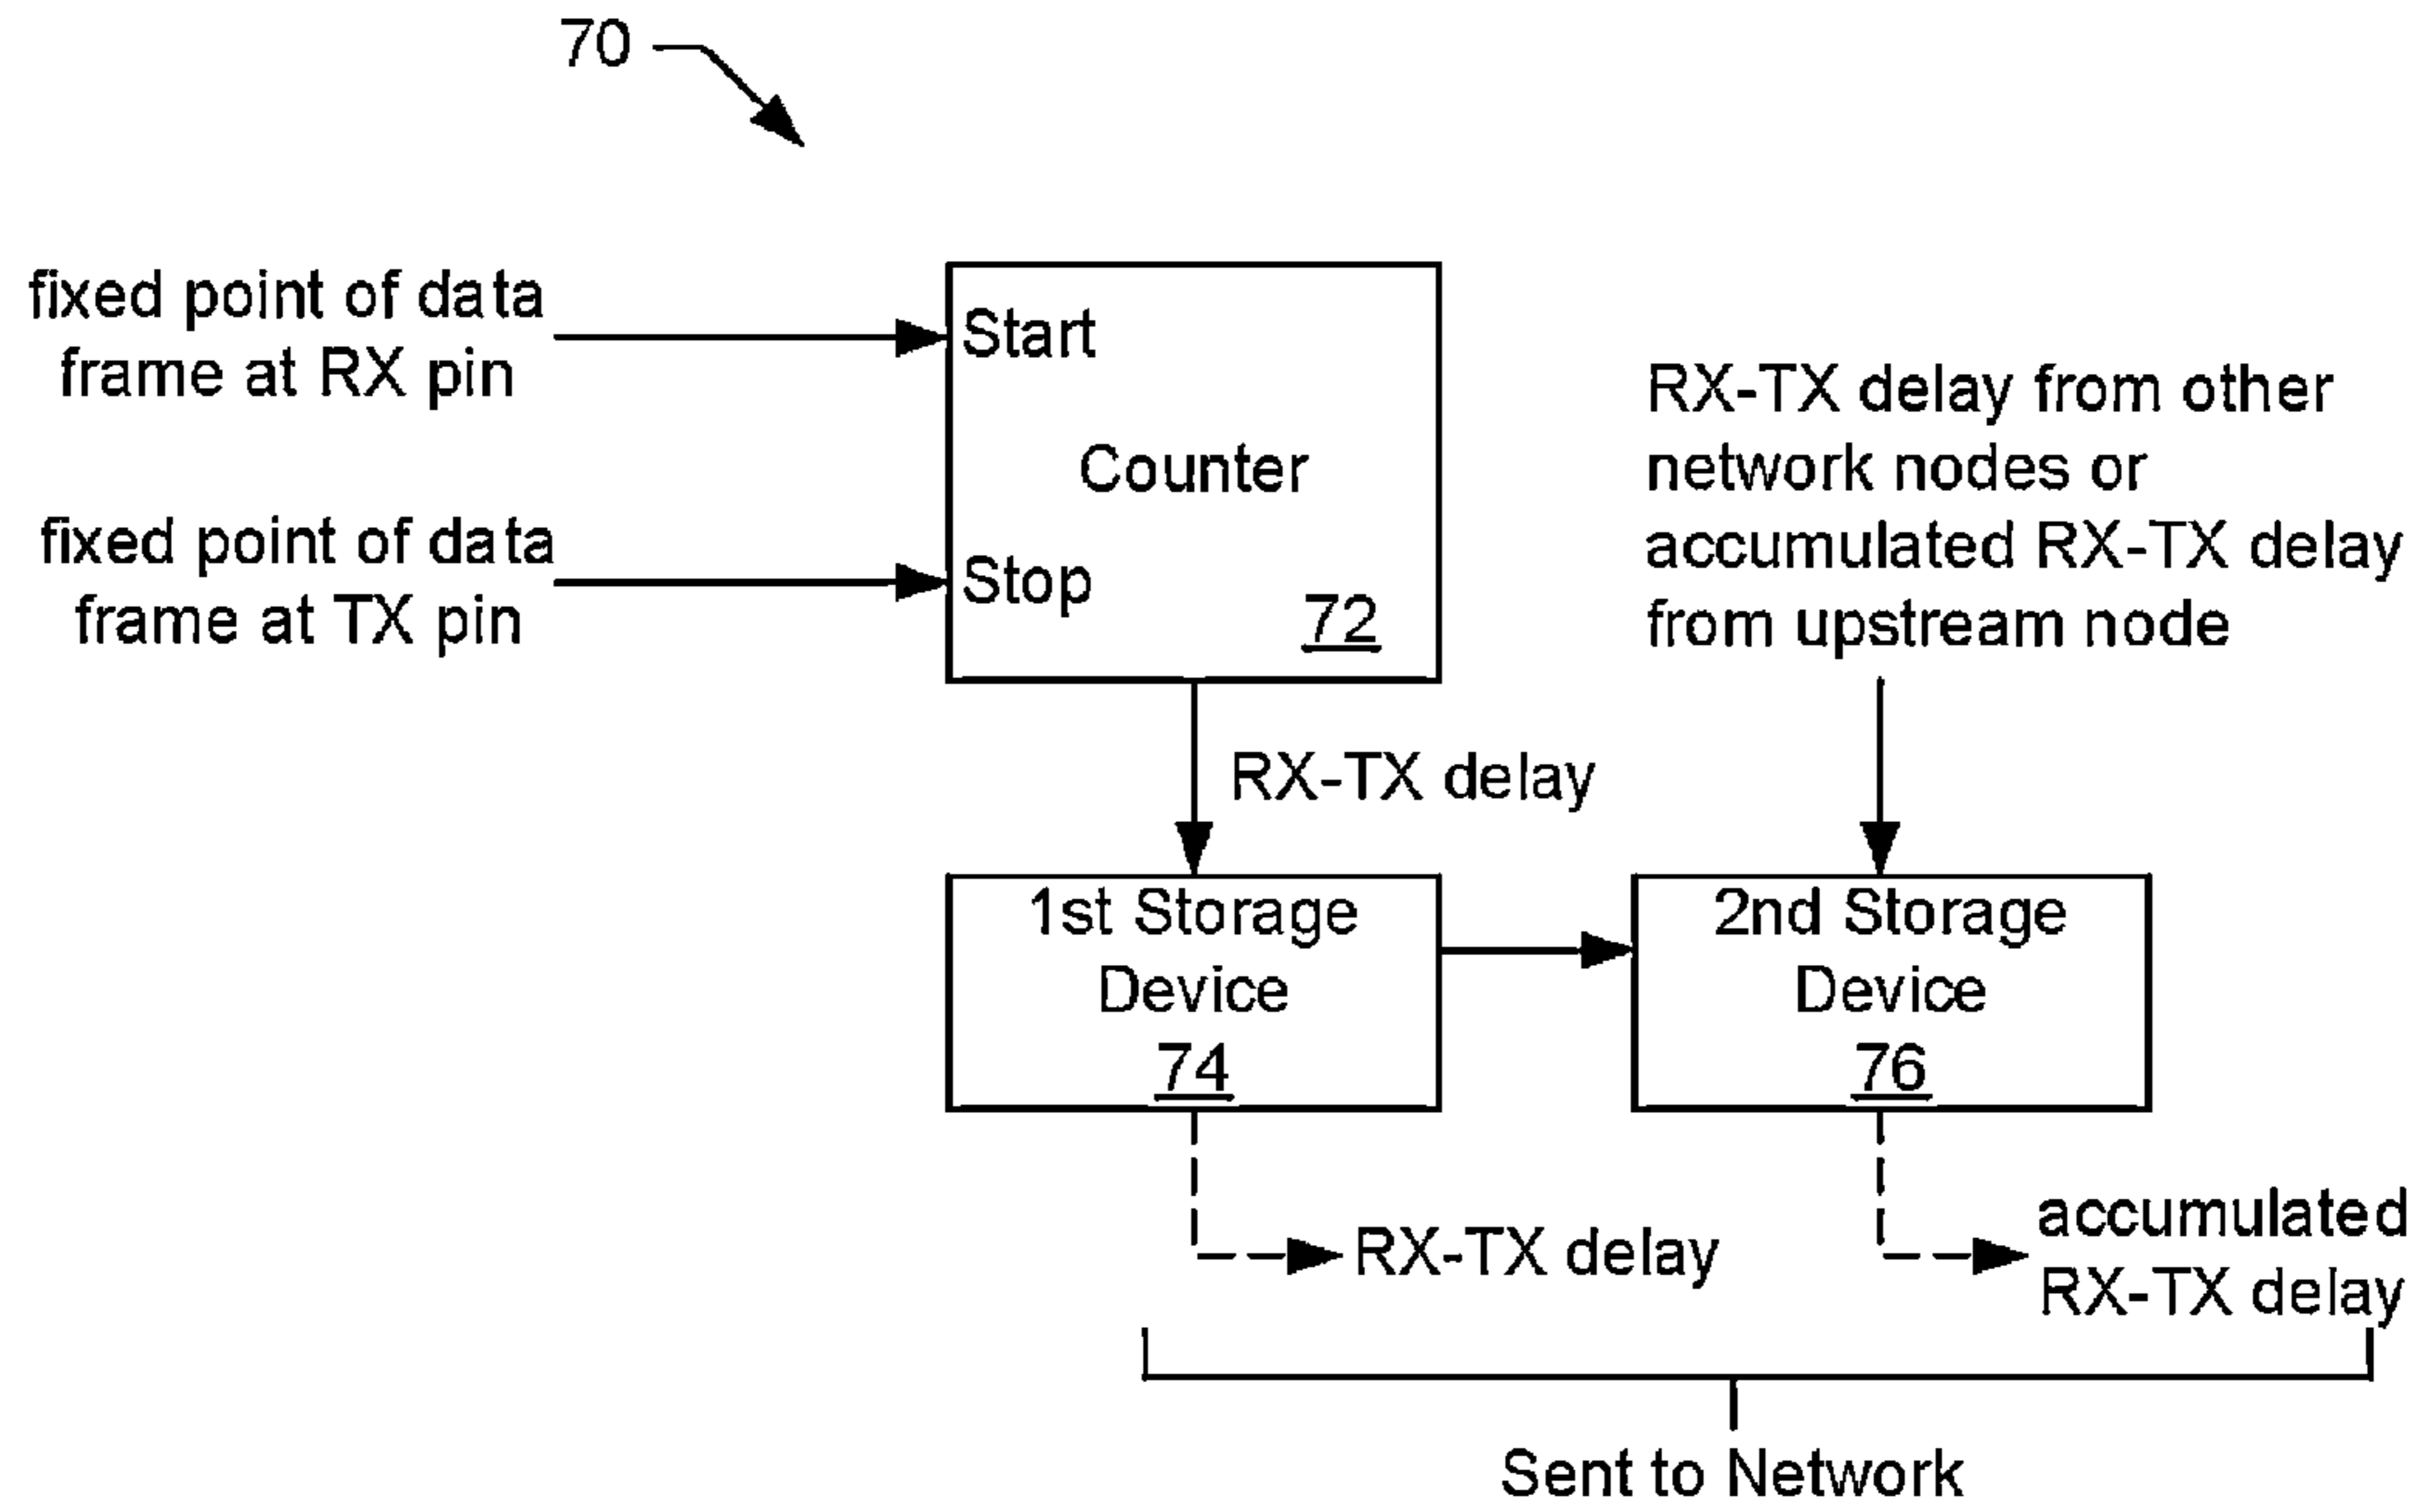 70
fixed point of data
frame at RX pin
Start
Counter
fixed point of data
frame at TX pin
Stop
72
RX-TX delay from other
network nodes or
accumulated RX-TX delay
from upstream node
RX-TX delay
1st Storage
Device
74
2nd Storage
Device
76
RX-TX delay
accumulated
RX-TX delay
Sent to Network